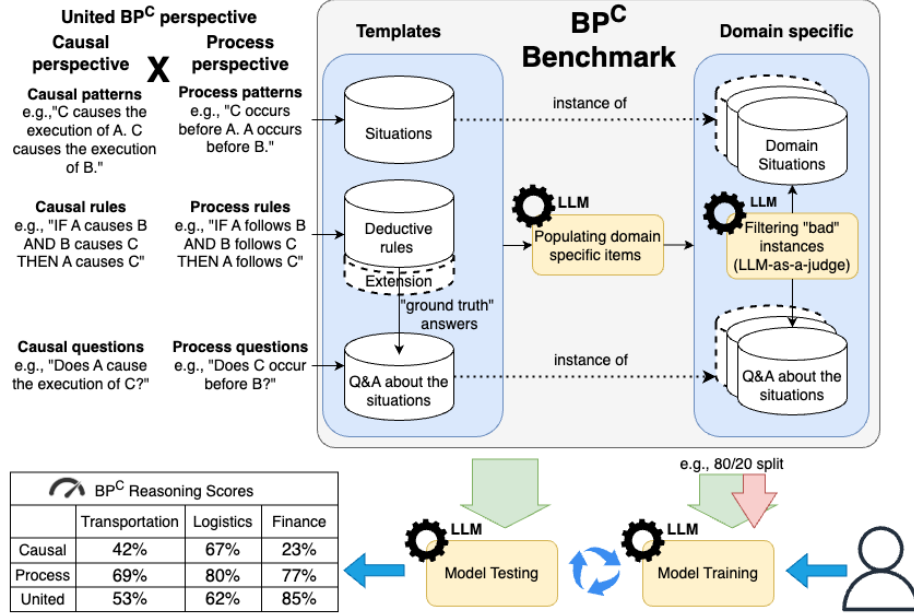 United BPC perspective
Causal
perspective
X
Process
perspective
Causal patterns
e.g.,"C causes the
execution of A. C
causes the execution
of B."
Process patterns
e.g., "C occurs
before A. A occurs
before B."
Causal rules
e.g., "IF A causes B
AND B causes C
THEN A causes C"
Process rules
e.g., "IF A follows B
AND B follows C
THEN A follows C"
Causal questions
e.g., "Does A cause
the execution of C?"
Process questions
e.g., "Does C occur
before B?"
BPC
Benchmark
Templates
Domain specific
Situations
instance of
Domain
Situations
Deductive
rules
Extension
LLM
Populating domain
specific items
LLM
Filtering "bad"
instances
(LLM-as-a-judge)
"ground truth"
answers
Q&A about the
situations
instance of
Q&A about the
situations
e.g., 80/20 split
BPC Reasoning Scores
Transportation Logistics Finance
Causal 42% 67% 23%
Process 69% 80% 77%
United 53% 62% 85%
LLM
Model Testing
LLM
Model Training